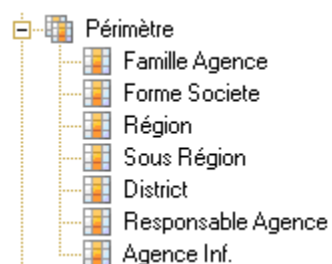 Périmètre
Famille Agence
Forme Societe
Région
Sous Région
District
Responsable Agence
Agence Inf.